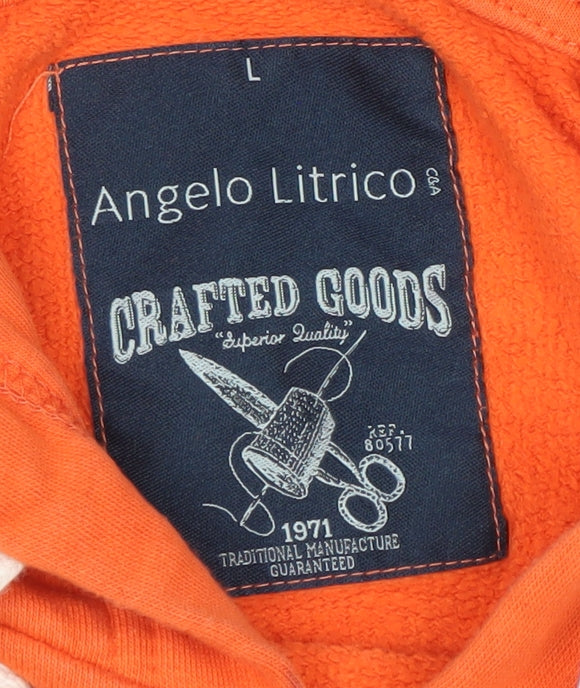 L
Angelo Litrico
C&A
CRAFTED GOODS
"Superior Quality"
REF.
80577
1971
TRADITIONAL MANUFACTURE
GUARANTEED